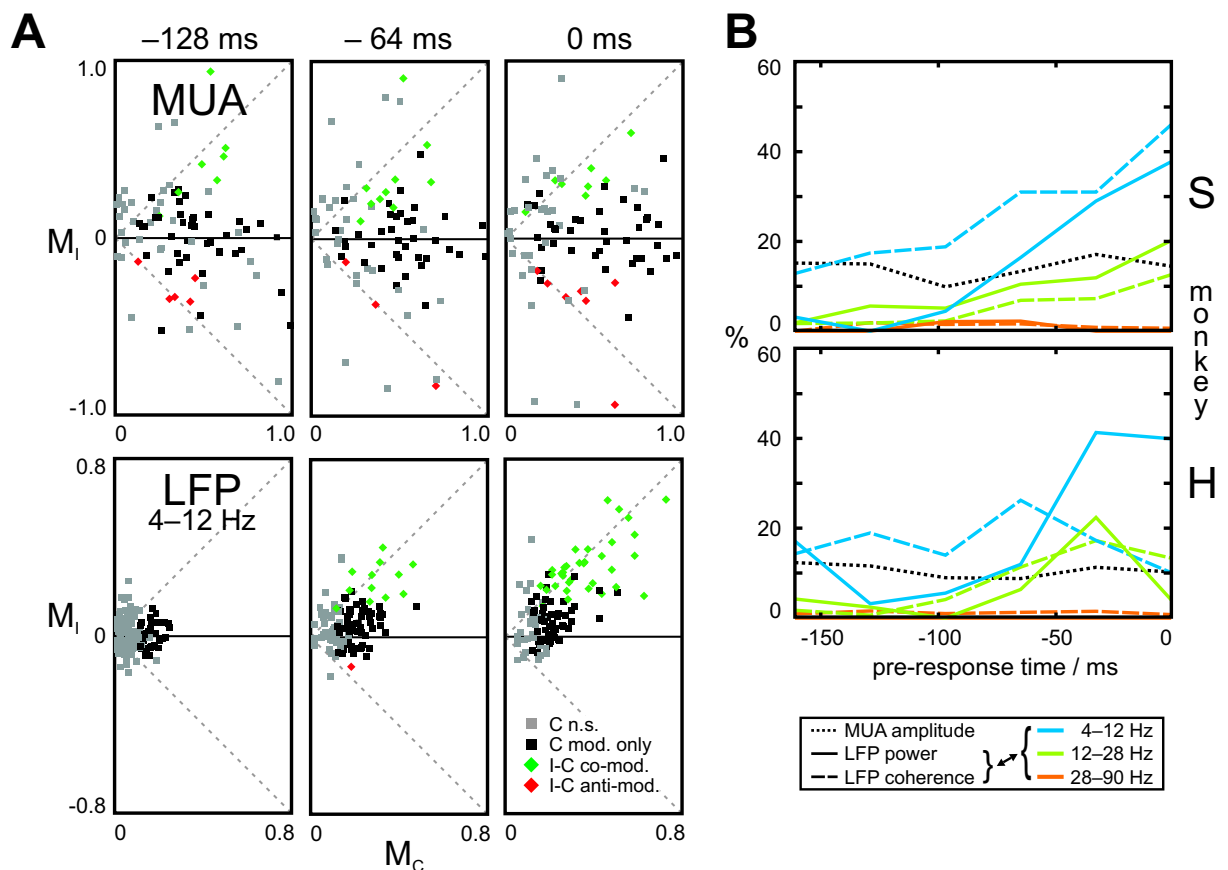 A
–128 ms
– 64 ms
0 ms
MUA
1.0
M_I
0
-1.0
0
1.0
0
1.0
0
1.0
LFP
4–12 Hz
0.8
M_I
0
-0.8
0
0.8
0
0.8
0
0.8
M_C
C n.s.
C mod. only
I-C co-mod.
I-C anti-mod.
B
60
40
20
0
%
60
40
20
0
S
monkey
H
-150
-100
-50
0
pre-response time / ms
MUA amplitude
LFP power
LFP coherence
4–12 Hz
12–28 Hz
28–90 Hz